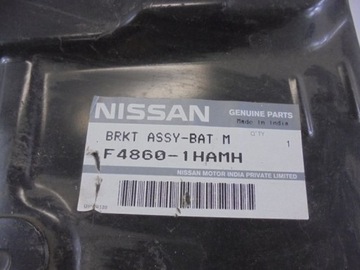 NISSAN
GENUINE PARTS
Made in India
BRKT ASSY-BAT M
Q'TY
1
F4860-1HAMH
NISSAN MOTOR INDIA PRIVATE LIMITED